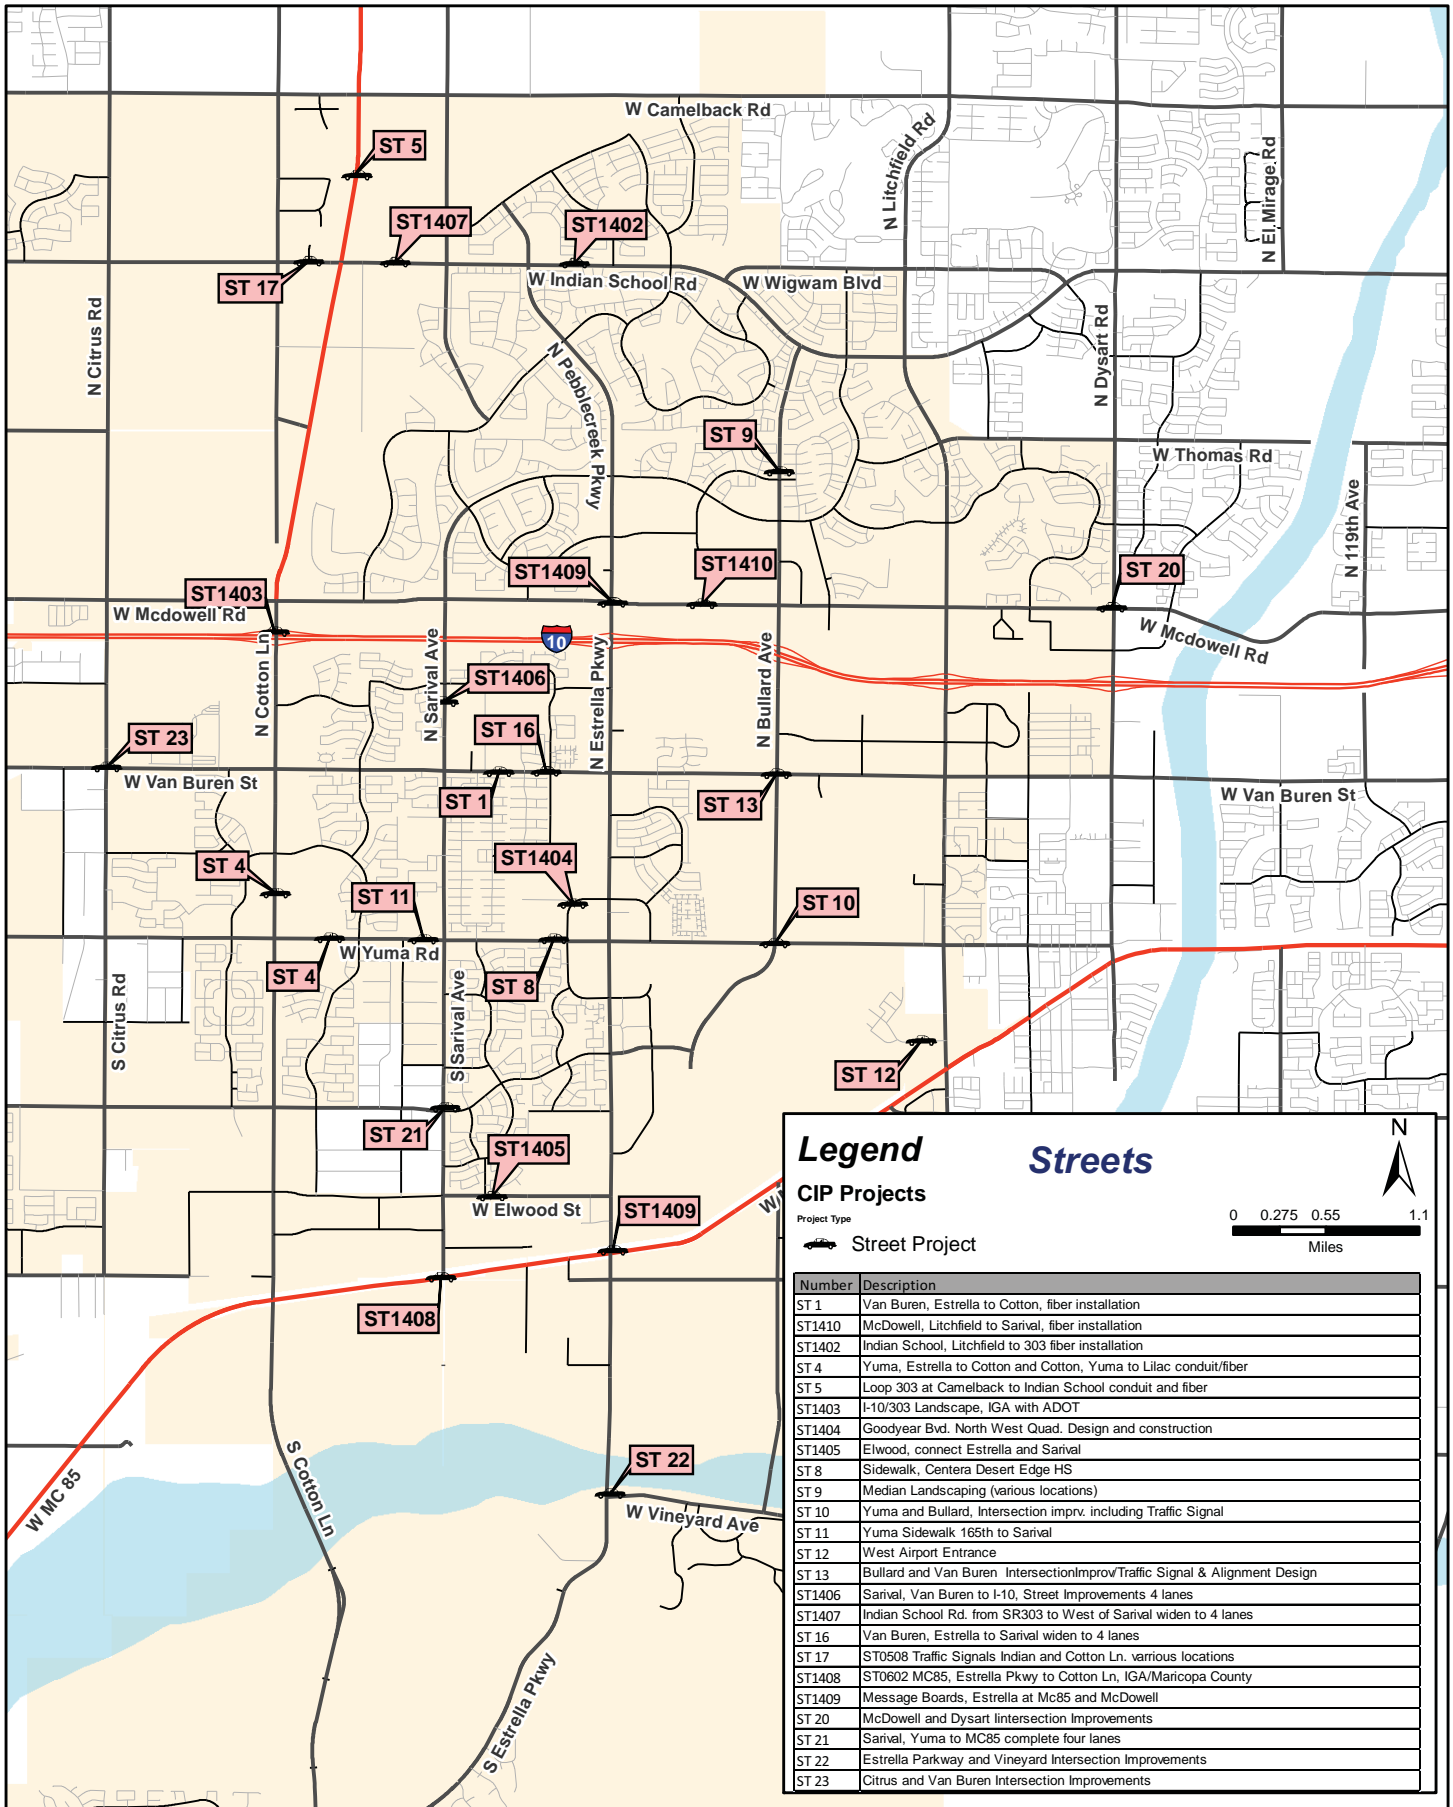 W Camelback Rd
ST 5
N Litchfield Rd
N El Mirage Rd
ST1407
ST1402
ST 17
W Indian School Rd
W Wigwam Blvd
N Citrus Rd
N Pebblecreek Pkwy
N Dysart Rd
ST 9
W Thomas Rd
N 119th Ave
ST1409
ST1410
ST 20
ST1403
W Mcdowell Rd
W Mcdowell Rd
10
N Cotton Ln
N Sarival Ave
N Estrella Pkwy
N Bullard Ave
ST1406
ST 23
ST 16
W Van Buren St
ST 1
ST 13
W Van Buren St
ST 4
ST1404
ST 11
ST 10
W Yuma Rd
ST 4
ST 8
S Citrus Rd
S Sarival Ave
ST 12
ST 21
ST1405
W Elwood St
ST1409
ST1408
S Cotton Ln
ST 22
W MC 85
W Vineyard Ave
S Estrella Pkwy
Legend
Streets
N
CIP Projects
Project Type
Street Project
0 0.275 0.55 1.1
Miles
Number Description
ST 1 Van Buren, Estrella to Cotton, fiber installation
ST1410 McDowell, Litchfield to Sarival, fiber installation
ST1402 Indian School, Litchfield to 303 fiber installation
ST 4 Yuma, Estrella to Cotton and Cotton, Yuma to Lilac conduit/fiber
ST 5 Loop 303 at Camelback to Indian School conduit and fiber
ST1403 I-10/303 Landscape, IGA with ADOT
ST1404 Goodyear Bvd. North West Quad. Design and construction
ST1405 Elwood, connect Estrella and Sarival
ST 8 Sidewalk, Centera Desert Edge HS
ST 9 Median Landscaping (various locations)
ST 10 Yuma and Bullard, Intersection imprv. including Traffic Signal
ST 11 Yuma Sidewalk 165th to Sarival
ST 12 West Airport Entrance
ST 13 Bullard and Van Buren IntersectionImprov/Traffic Signal & Alignment Design
ST1406 Sarival, Van Buren to I-10, Street Improvements 4 lanes
ST1407 Indian School Rd. from SR303 to West of Sarival widen to 4 lanes
ST 16 Van Buren, Estrella to Sarival widen to 4 lanes
ST 17 ST0508 Traffic Signals Indian and Cotton Ln. varrious locations
ST1408 ST0602 MC85, Estrella Pkwy to Cotton Ln, IGA/Maricopa County
ST1409 Message Boards, Estrella at Mc85 and McDowell
ST 20 McDowell and Dysart Iintersection Improvements
ST 21 Sarival, Yuma to MC85 complete four lanes
ST 22 Estrella Parkway and Vineyard Intersection Improvements
ST 23 Citrus and Van Buren Intersection Improvements